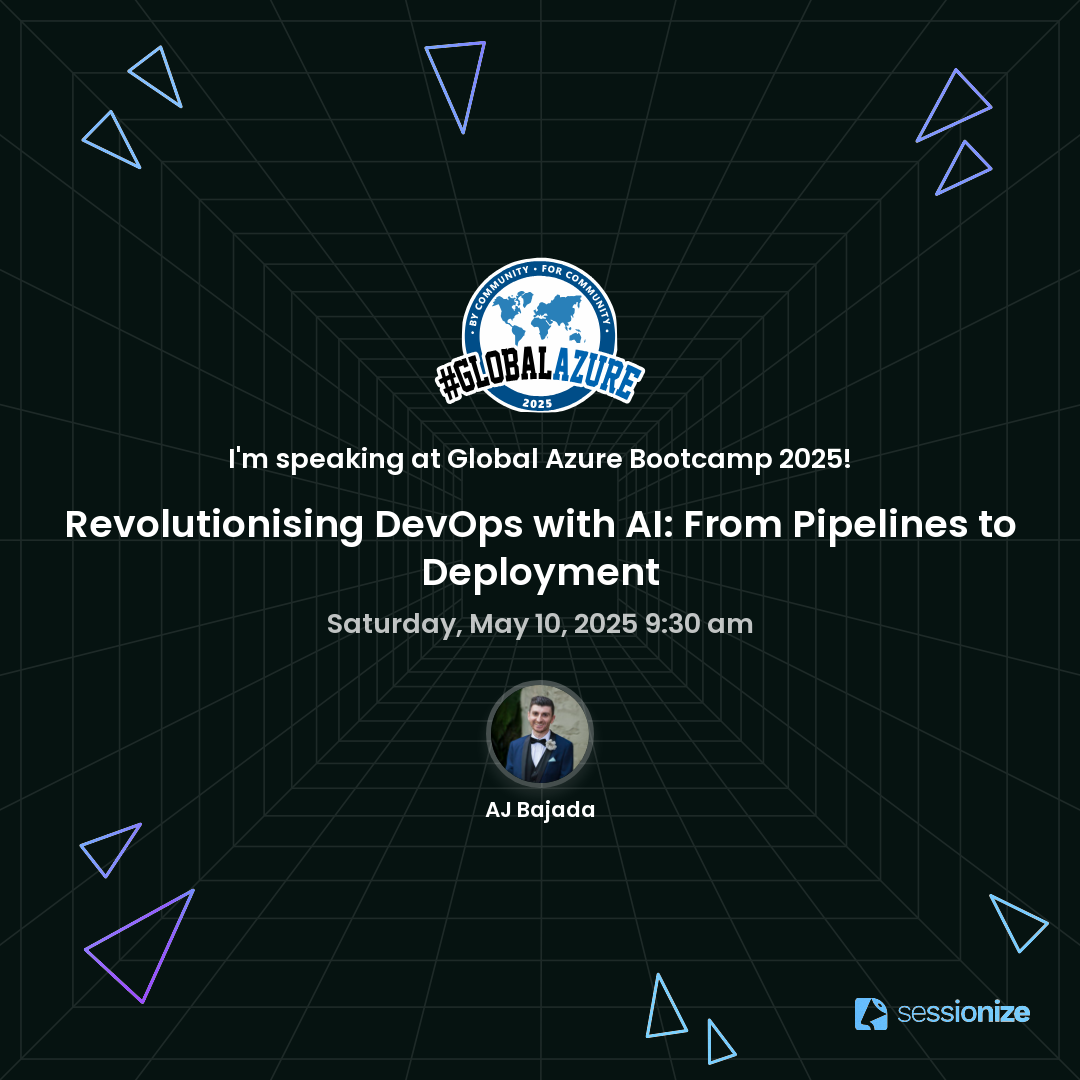 • BY COMMUNITY • FOR COMMUNITY •
#GLOBALAZURE
2025
I'm speaking at Global Azure Bootcamp 2025!
Revolutionising DevOps with AI: From Pipelines to
Deployment
Saturday, May 10, 2025 9:30 am
AJ Bajada
sessionize